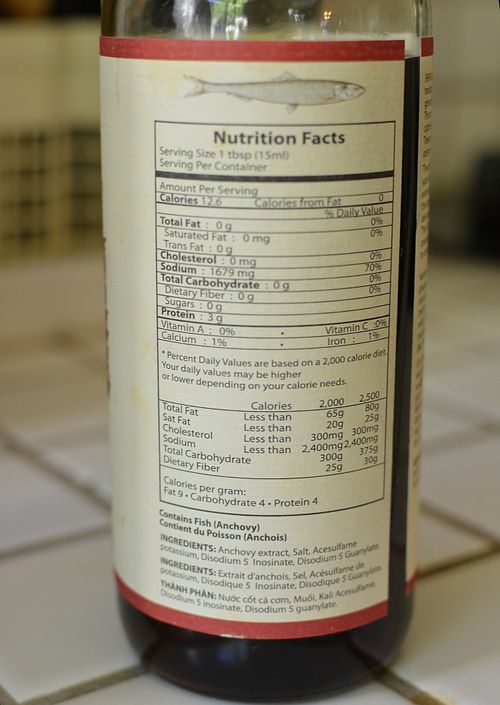 Nutrition Facts
Serving Size 1 tbsp (15ml)
Serving Per Container
Amount Per Serving
Calories 12.6 Calories from Fat 0
% Daily Value
Total Fat : 0 g 0%
Saturated Fat : 0 mg 0%
Trans Fat : 0 g
Cholesterol : 0 mg 0%
Sodium : 1679 mg 70%
Total Carbohydrate : 0 g 0%
Dietary Fiber : 0 g 0%
Sugars : 0 g
Protein : 3 g
Vitamin A : 0% • Vitamin C :0%
Calcium : 1% • Iron : 1%
* Percent Daily Values are based on a 2,000 calorie diet.
Your daily values may be higher
or lower depending on your calorie needs.
Calories 2,000 2,500
Total Fat Less than 65g 80g
Sat Fat Less than 20g 25g
Cholesterol Less than 300mg 300mg
Sodium Less than 2,400mg 2,400mg
Total Carbohydrate 300g 375g
Dietary Fiber 25g 30g
Calories per gram:
Fat 9 • Carbohydrate 4 • Protein 4
Contains Fish (Anchovy)
Contient du Poisson (Anchois)
INGREDIENTS: Anchovy extract, Salt, Acesulfame
potassium, Disodium 5 Inosinate, Disodium 5 Guanylate.
INGREDIENTS: Extrait d'anchois, Sel, Acésulfame de
potassium, Disodique 5 Inosinate, Disodique 5 Guanylate.
THÀNH PHẦN: Nước cốt cá cơm, Muối, Kali Acesulfame,
Disodium 5 inosinate, Disodium 5 guanylate.